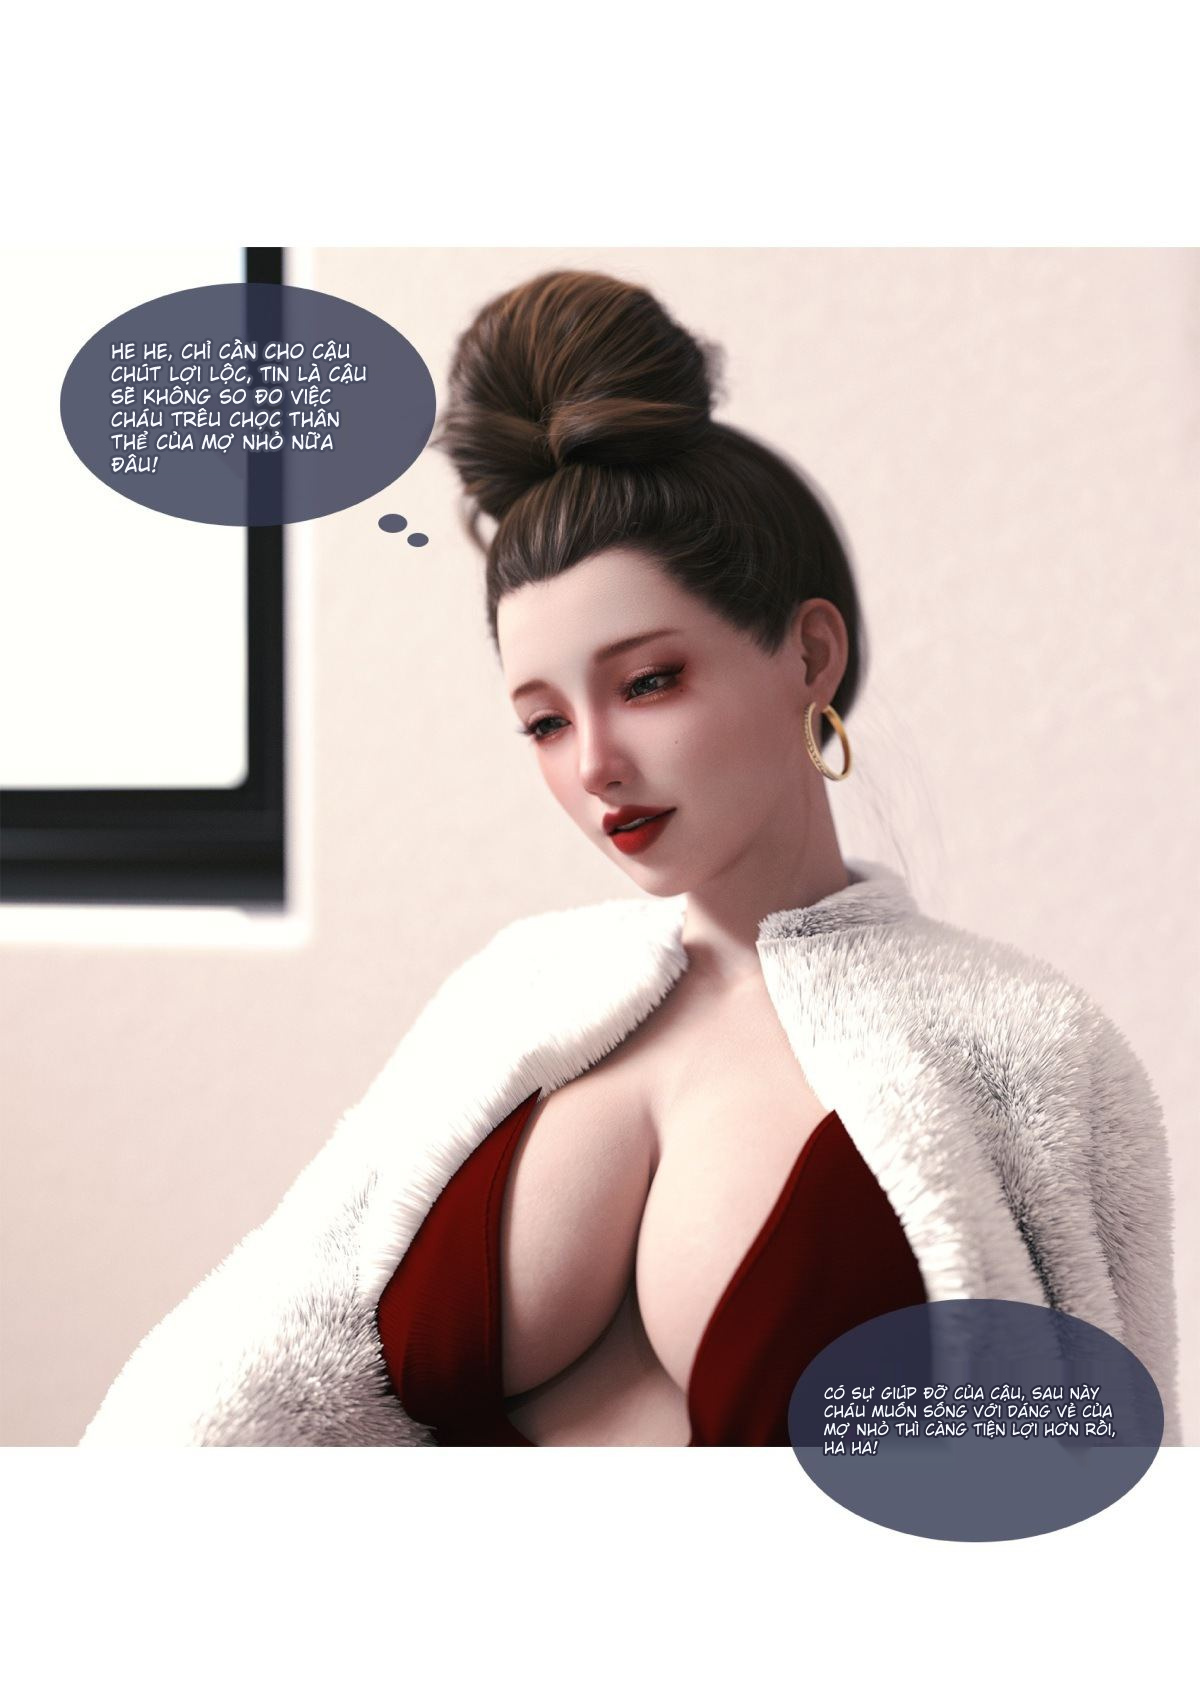 HE HE, CHỈ CẦN CHO CẬU
CHÚT LỢI LỘC, TIN LÀ CẬU
SẼ KHÔNG SO ĐO VIỆC
CHÁU TRÊU CHỌC THÂN
THỂ CỦA MỢ NHỎ NỮA
ĐÂU!
CÓ SỰ GIÚP ĐỠ CỦA CẬU, SAU NÀY
CHÁU MUỐN SỐNG VỚI DÁNG VẺ CỦA
MỢ NHỎ THÌ CÀNG TIỆN LỢI HƠN RỒI,
HA HA!